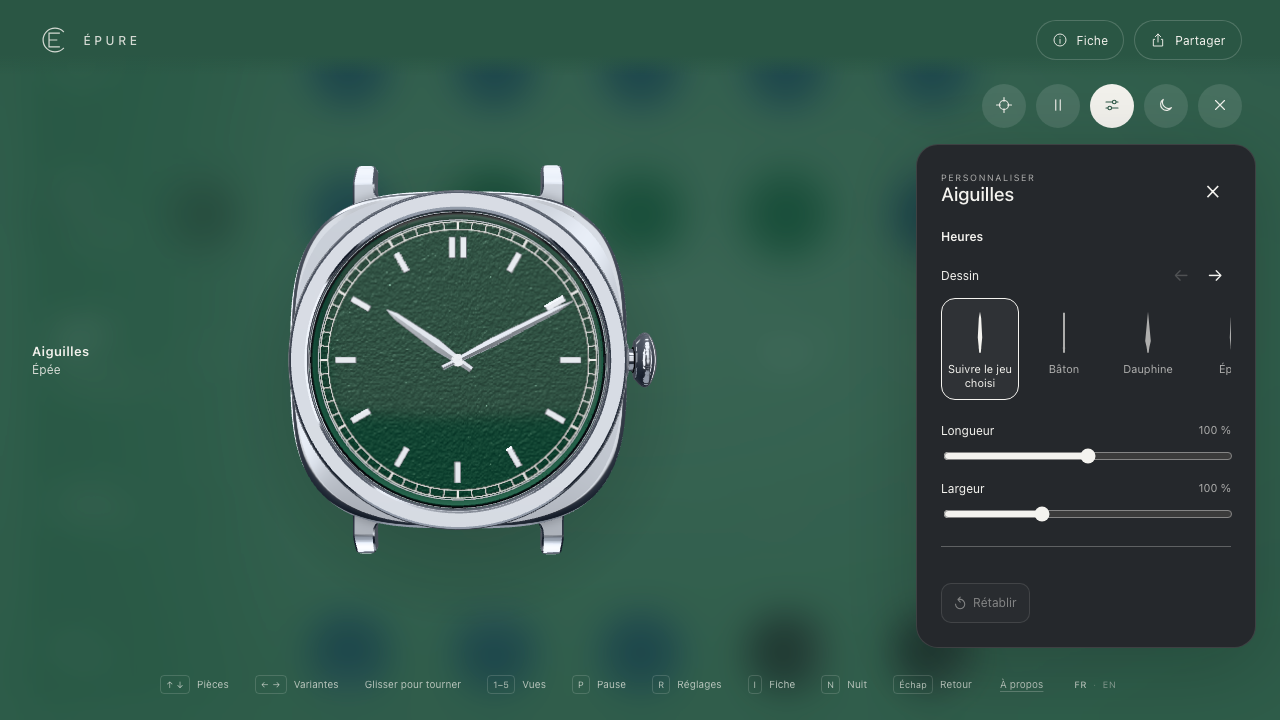 ÉPURE
Fiche
Partager
PERSONNALISER
Aiguilles
Heures
Dessin
Suivre le jeu
choisi
Bâton
Dauphine
Ép
Longueur
100 %
Largeur
100 %
Rétablir
Aiguilles
Épée
↑ ↓ Pièces
← → Variantes
Glisser pour tourner
1–5 Vues
P Pause
R Réglages
I Fiche
N Nuit
Échap Retour
À propos
FR · EN